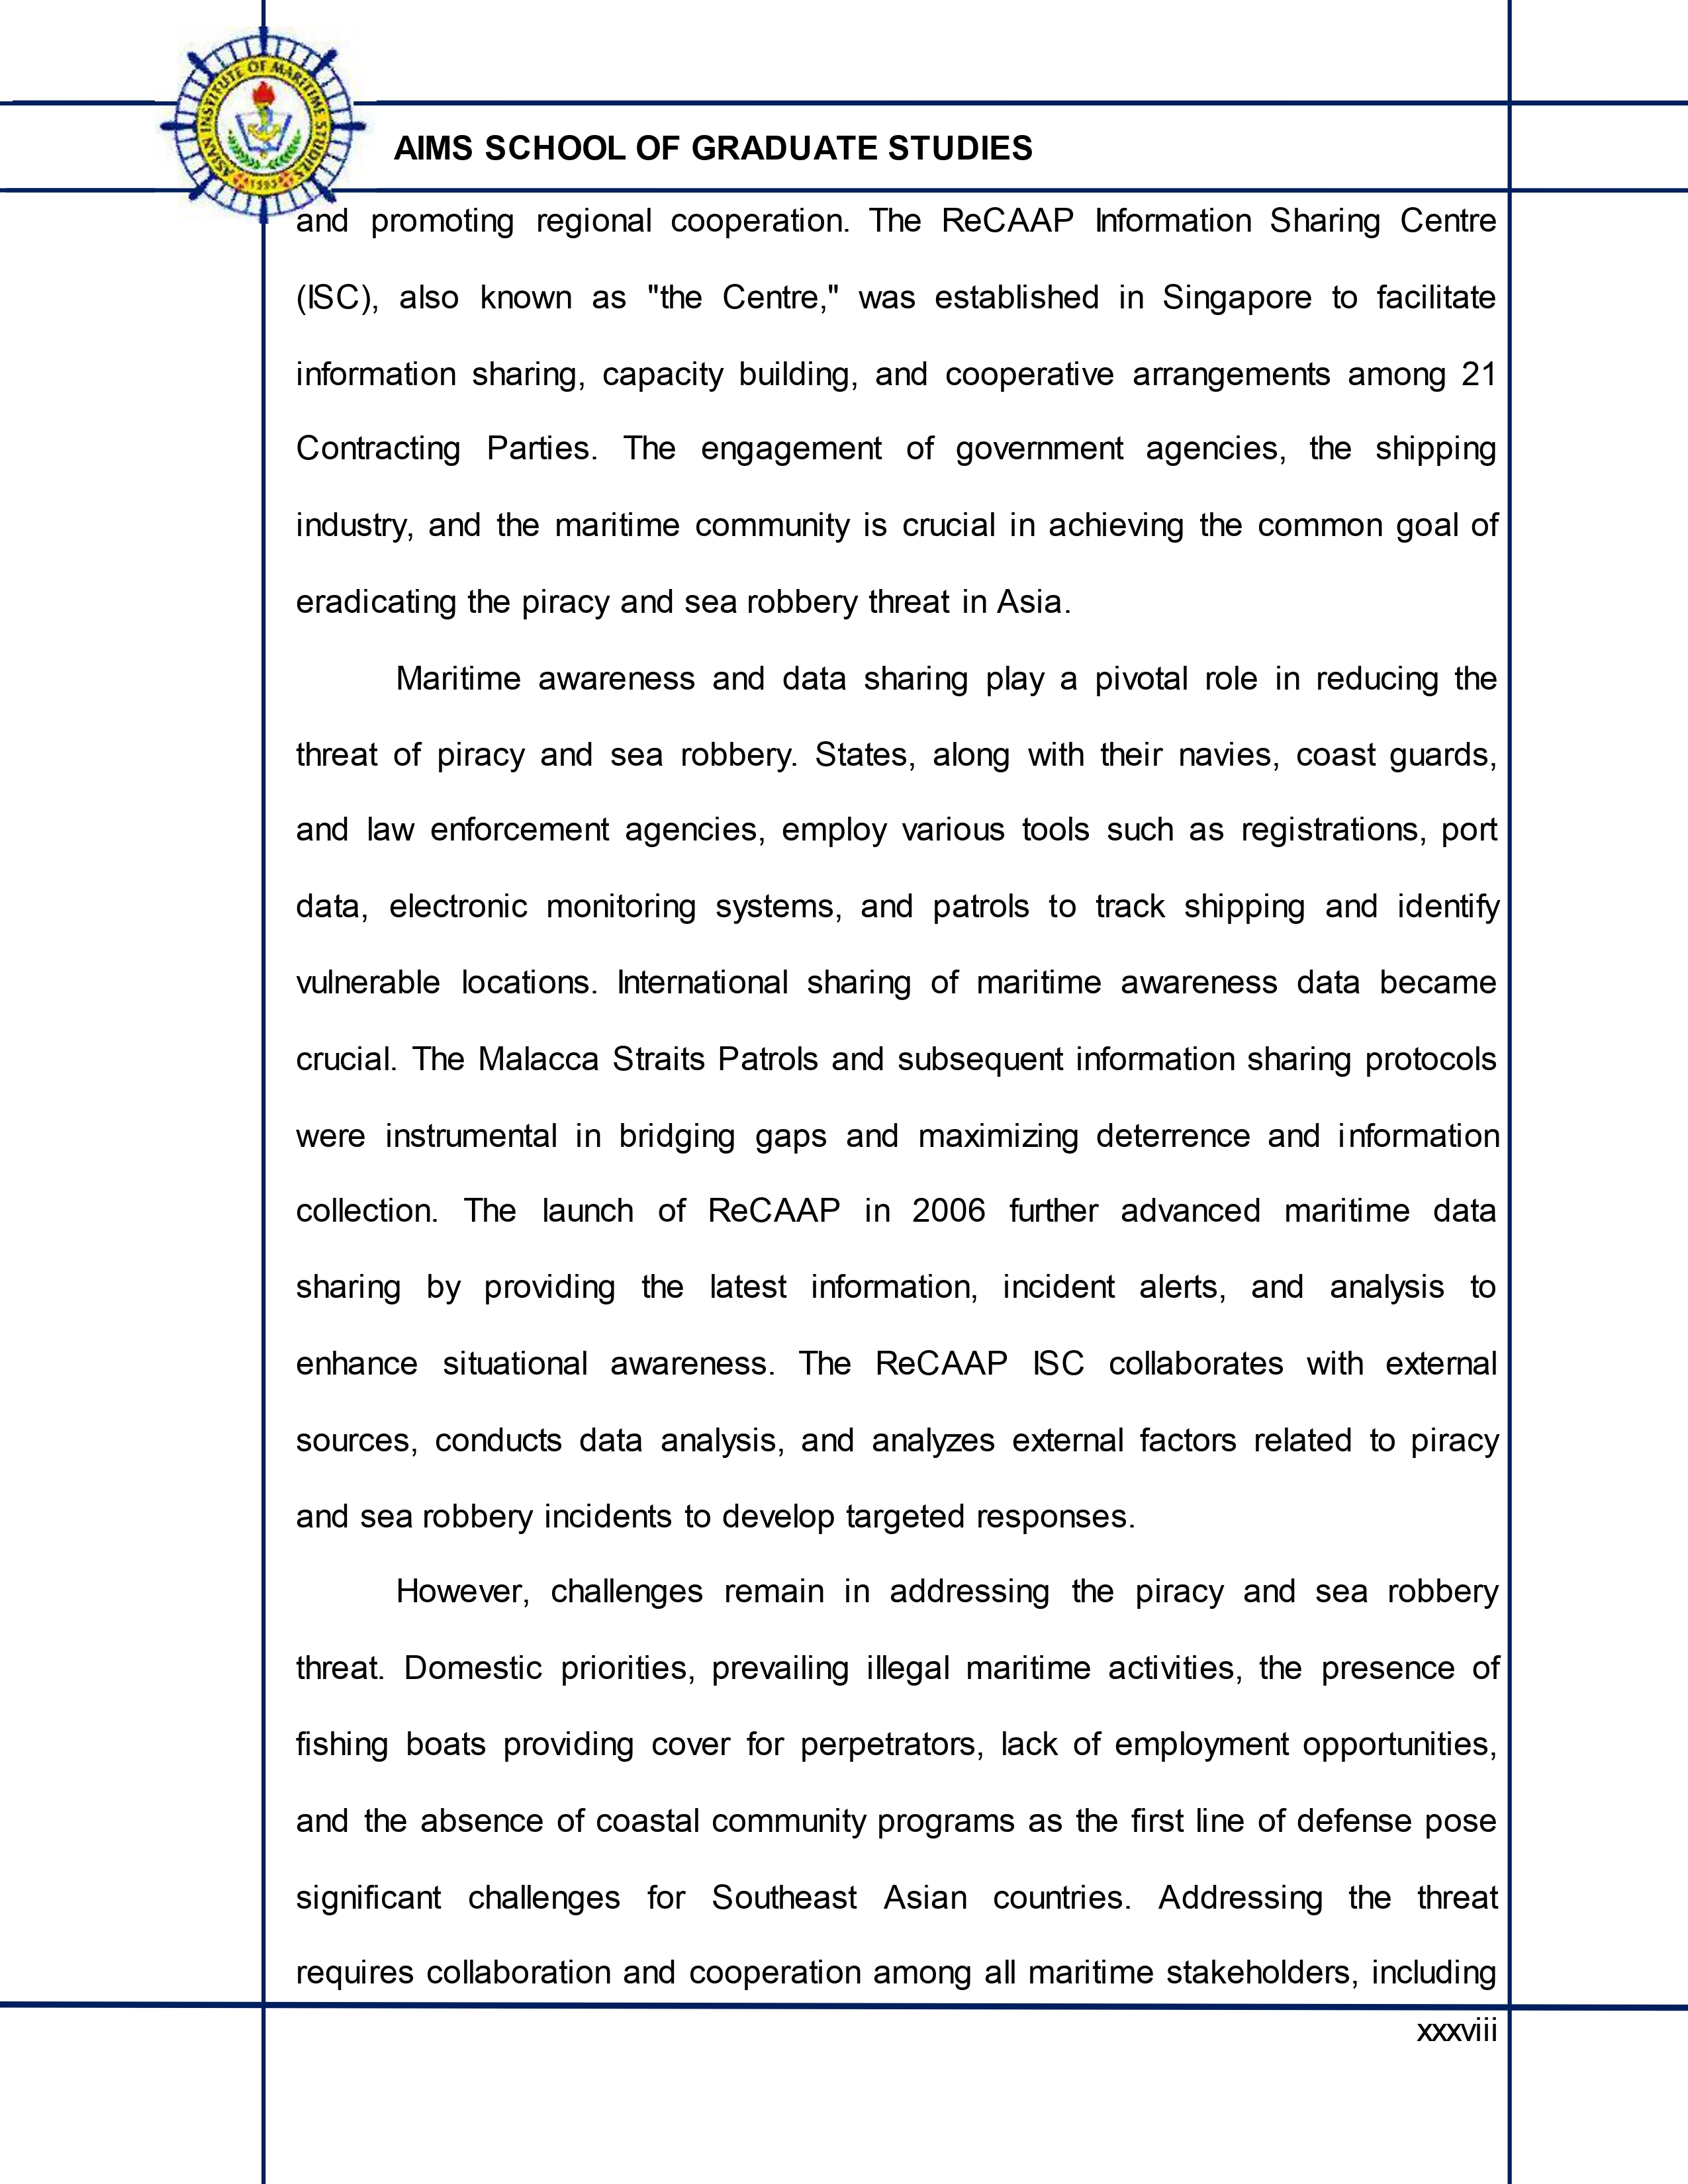 ASIAN INSTITUTE OF MARITIME STUDIES
1993
AIMS SCHOOL OF GRADUATE STUDIES
and promoting regional cooperation. The ReCAAP Information Sharing Centre
(ISC), also known as "the Centre," was established in Singapore to facilitate
information sharing, capacity building, and cooperative arrangements among 21
Contracting Parties. The engagement of government agencies, the shipping
industry, and the maritime community is crucial in achieving the common goal of
eradicating the piracy and sea robbery threat in Asia.
Maritime awareness and data sharing play a pivotal role in reducing the
threat of piracy and sea robbery. States, along with their navies, coast guards,
and law enforcement agencies, employ various tools such as registrations, port
data, electronic monitoring systems, and patrols to track shipping and identify
vulnerable locations. International sharing of maritime awareness data became
crucial. The Malacca Straits Patrols and subsequent information sharing protocols
were instrumental in bridging gaps and maximizing deterrence and information
collection. The launch of ReCAAP in 2006 further advanced maritime data
sharing by providing the latest information, incident alerts, and analysis to
enhance situational awareness. The ReCAAP ISC collaborates with external
sources, conducts data analysis, and analyzes external factors related to piracy
and sea robbery incidents to develop targeted responses.
However, challenges remain in addressing the piracy and sea robbery
threat. Domestic priorities, prevailing illegal maritime activities, the presence of
fishing boats providing cover for perpetrators, lack of employment opportunities,
and the absence of coastal community programs as the first line of defense pose
significant challenges for Southeast Asian countries. Addressing the threat
requires collaboration and cooperation among all maritime stakeholders, including
xxxviii